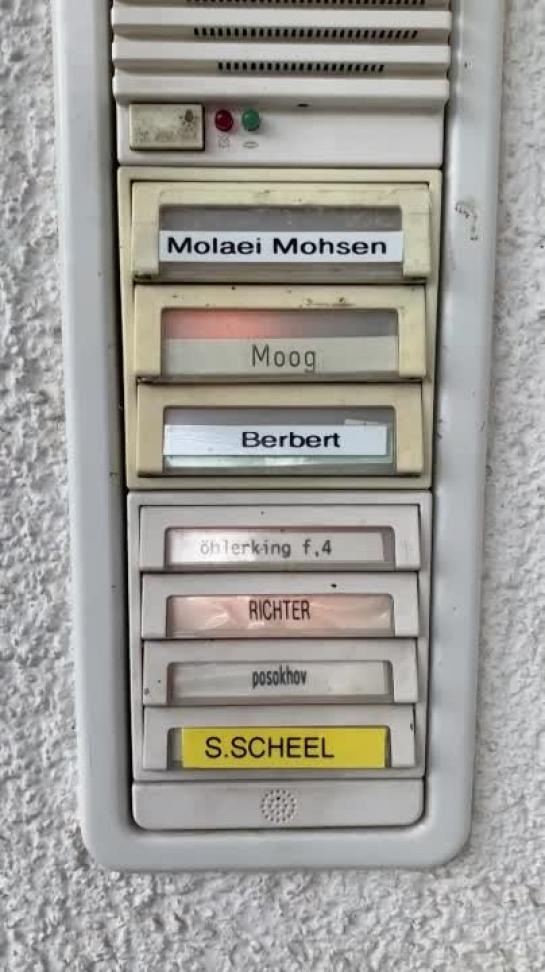 Molaei Mohsen
Moog
Berbert
öhlerking f.4
RICHTER
posokhov
S.SCHEEL